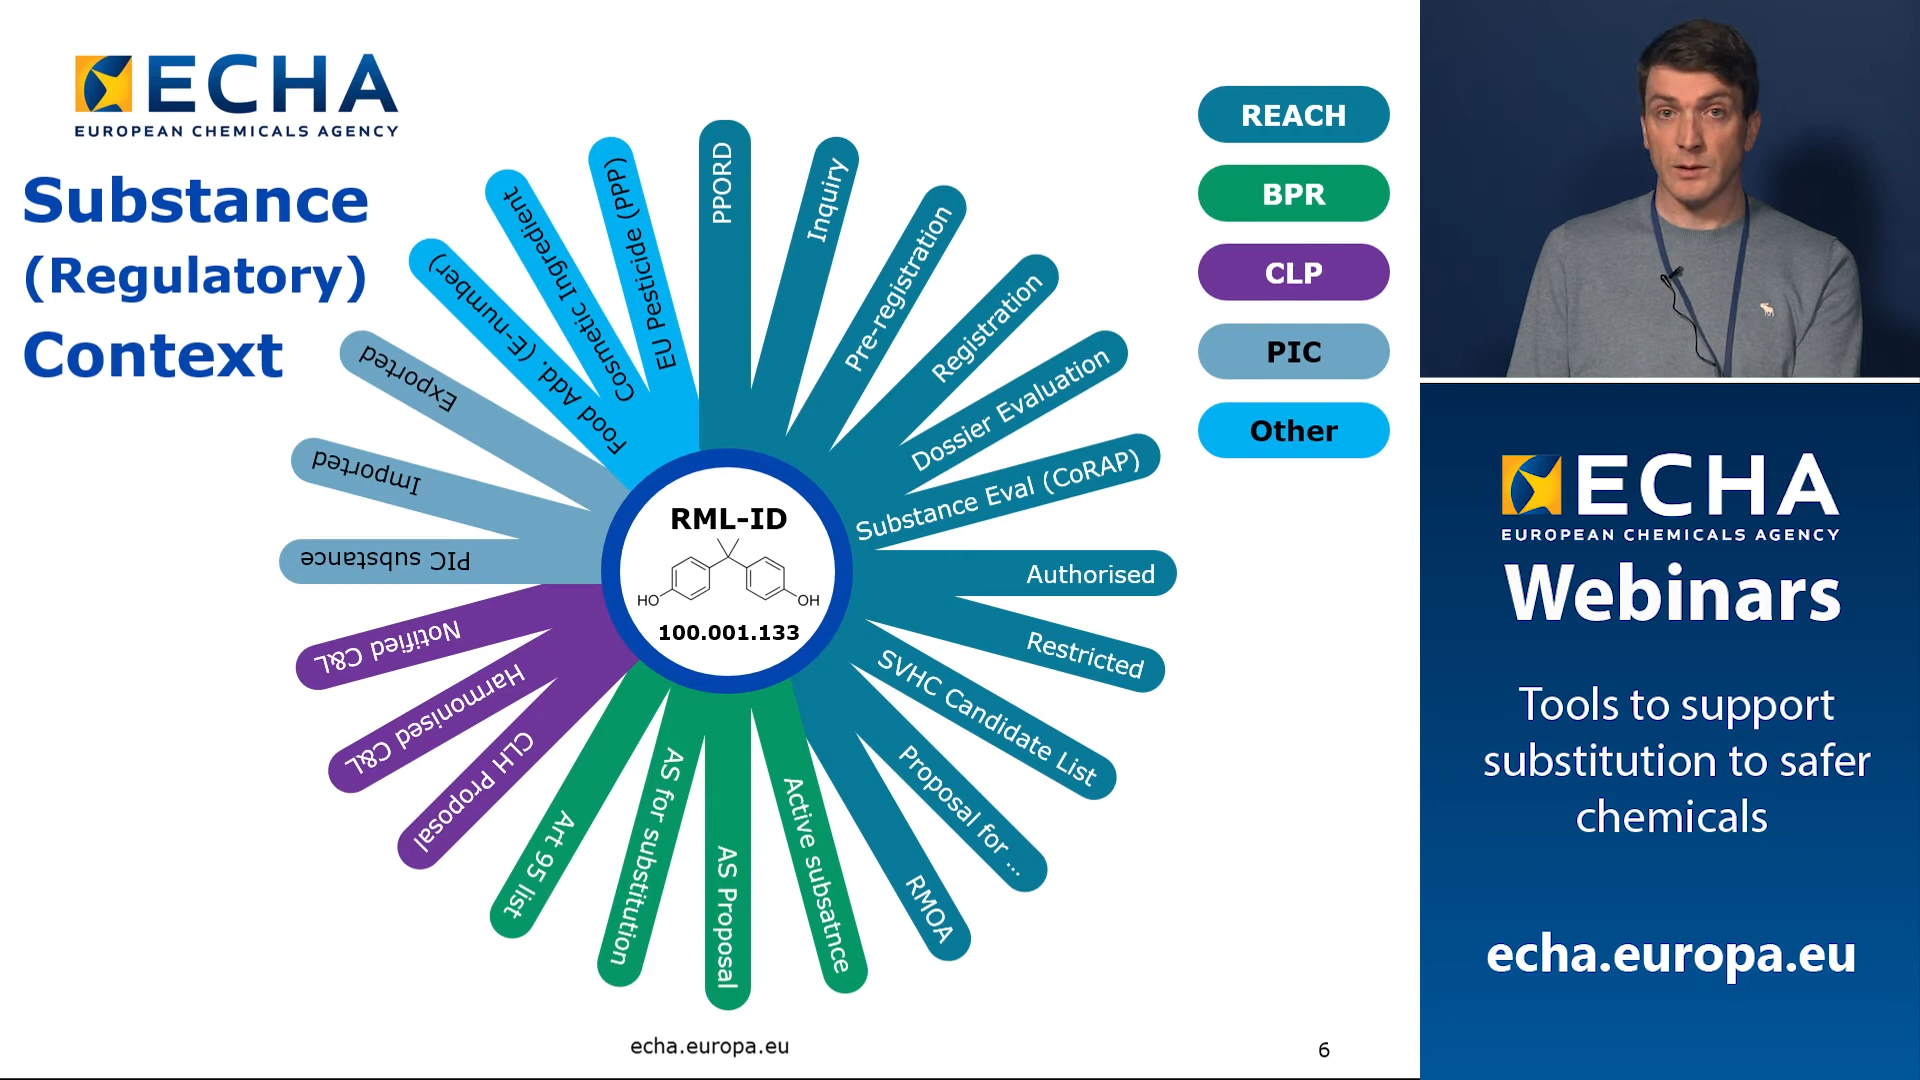 ECHA
EUROPEAN CHEMICALS AGENCY
Substance
(Regulatory)
Context
PPORD
Inquiry
Pre-registration
Registration
Dossier Evaluation
Substance Eval (CoRAP)
Authorised
Restricted
SVHC Candidate List
Proposal for ...
RMOA
Active subsatnce
AS Proposal
AS for substitution
Art 95 list
CLH Proposal
Harmonised C&L
Notified C&L
PIC substance
Imported
Exported
Food Add. (E-number)
Cosmetic Ingredient
EU Pesticide (PPP)
RML-ID
HO
OH
100.001.133
REACH
BPR
CLP
PIC
Other
echa.europa.eu
6
ECHA
EUROPEAN CHEMICALS AGENCY
Webinars
Tools to support
substitution to safer
chemicals
echa.europa.eu